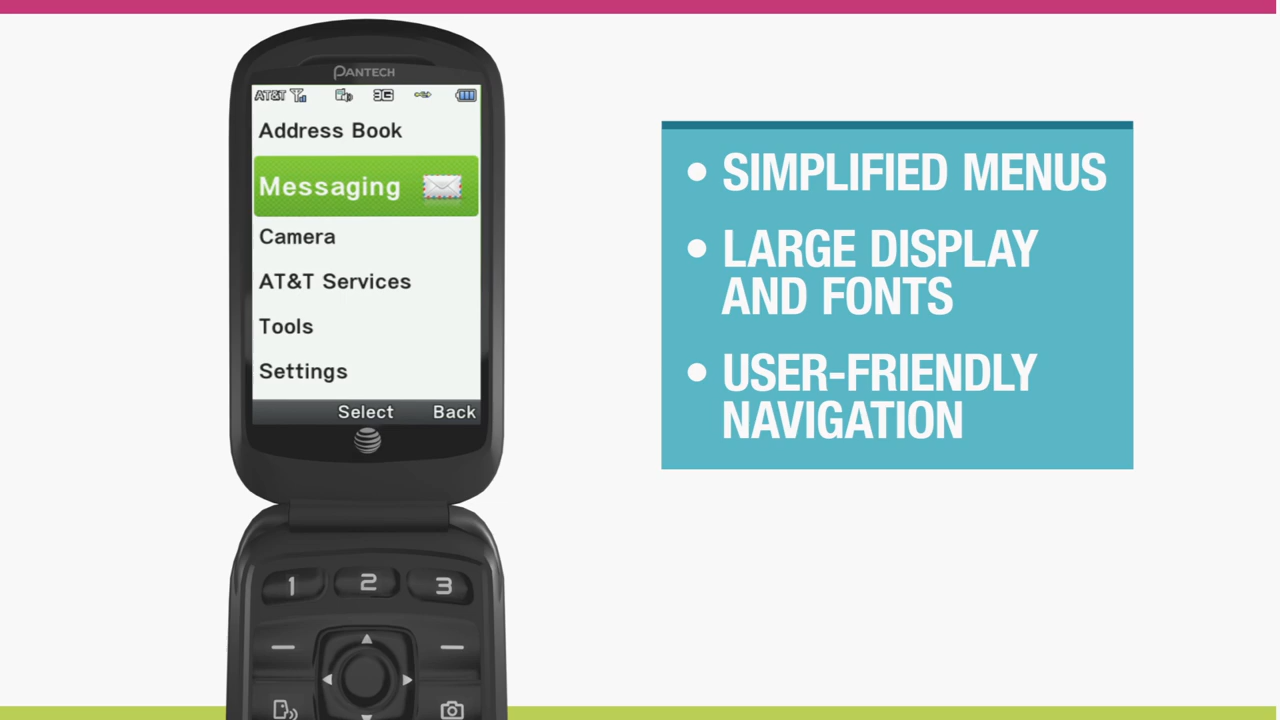 PANTECH
AT&T 3G
Address Book
Messaging
Camera
AT&T Services
Tools
Settings
Select Back
1 2 3
• SIMPLIFIED MENUS
• LARGE DISPLAY
AND FONTS
• USER-FRIENDLY
NAVIGATION